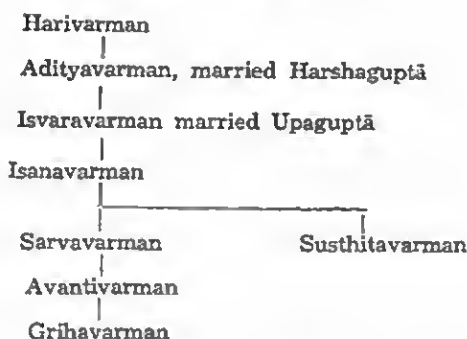 Harivarman
Adityavarman, married Harshaguptā
Isvaravarman married Upaguptā
Isanavarman
Sarvavarman Susthitavarman
Avantivarman
Grihavarman